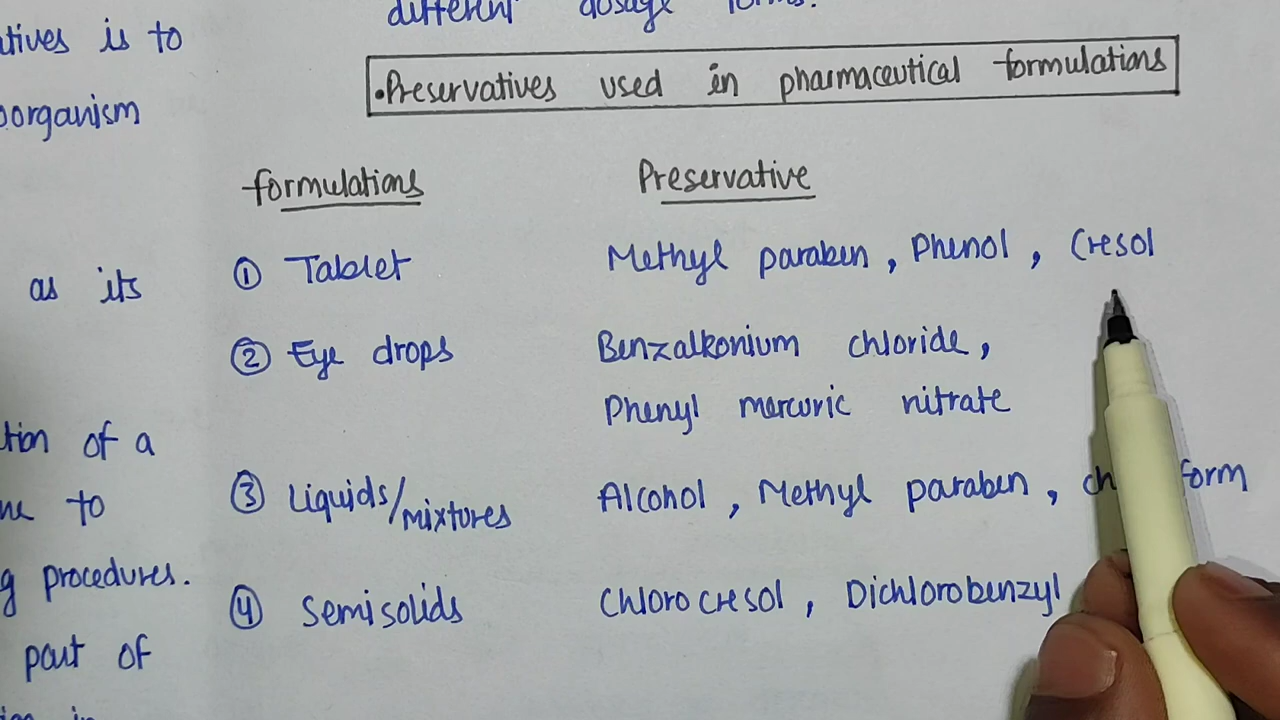 different dosage forms.
atives is to
•Preservatives used in pharmaceutical formulations
oorganism
formulations Preservative
① Tablet Methyl paraben, Phenol, Cresol
as its
② Eye drops Benzalkonium chloride,
Phenyl mercuric nitrate
tion of a
③ Liquids/mixtures Alcohol, Methyl paraben, ch form
to
g procedures.
④ Semisolids Chlorocresol, Dichlorobenzyl
part of